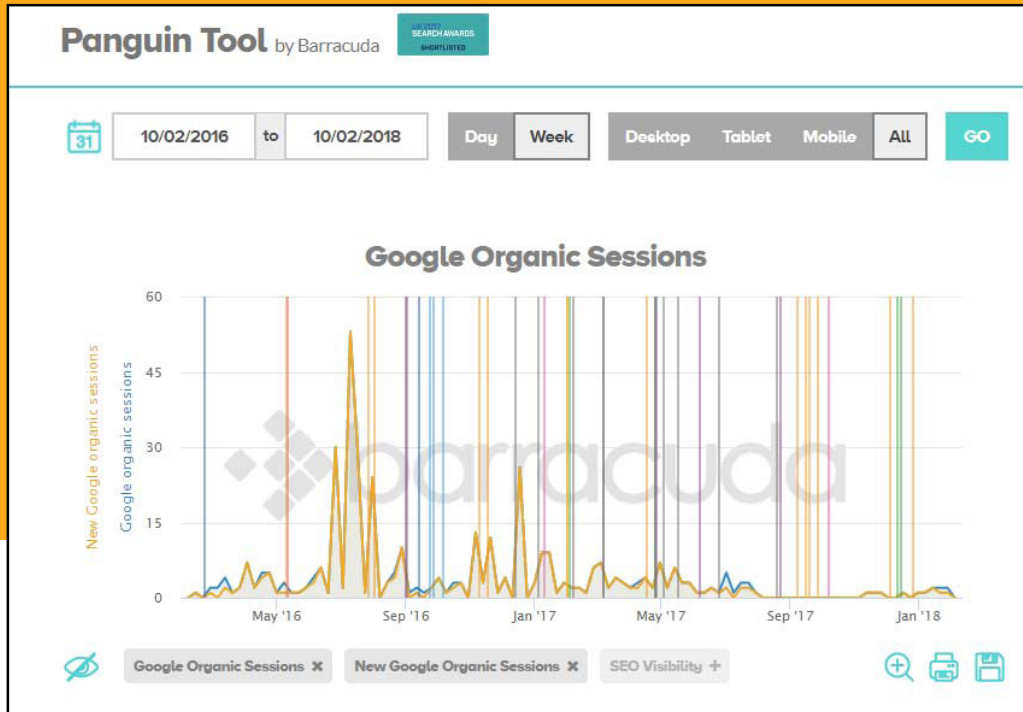 Panguin Tool by Barracuda
UK 2017
SEARCH AWARDS
SHORTLISTED
31 10/02/2016 to 10/02/2018 Day Week Desktop Tablet Mobile All GO
Google Organic Sessions
New Google organic sessions
Google organic sessions
60
45
30
15
0
barracuda
May '16 Sep '16 Jan '17 May '17 Sep '17 Jan '18
Google Organic Sessions × New Google Organic Sessions × SEO Visibility +